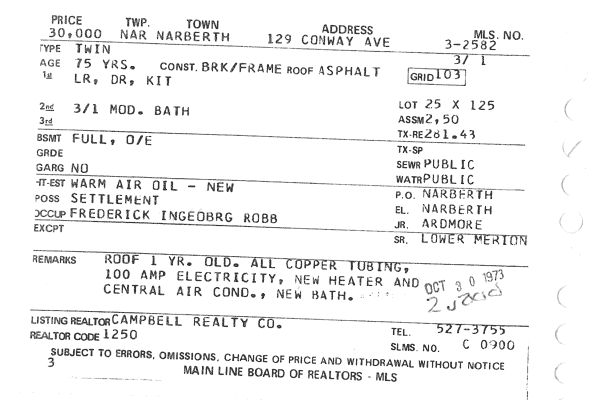 PRICE TWP. TOWN ADDRESS MLS. NO.
30,000 NAR NARBERTH 129 CONWAY AVE 3-2582
TYPE TWIN 3/ 1
AGE 75 YRS. CONST. BRK/FRAME ROOF ASPHALT GRID 103
1st LR, DR, KIT
2nd 3/1 MOD. BATH LOT 25 X 125
3rd ASSM 2,50
BSMT FULL, O/E TX-RE 281.43
GRDE TX-SP
GARG NO SEWR PUBLIC
HT-EST WARM AIR OIL - NEW WATR PUBLIC
POSS SETTLEMENT P.O. NARBERTH
OCCUP FREDERICK INGEOBRG ROBB EL. NARBERTH
EXCPT JR. ARDMORE
SR. LOWER MERION
REMARKS ROOF 1 YR. OLD. ALL COPPER TUBING,
100 AMP ELECTRICITY, NEW HEATER AND OCT 30 1973
CENTRAL AIR COND., NEW BATH.
LISTING REALTOR CAMPBELL REALTY CO. TEL. 527-3755
REALTOR CODE 1250 SLMS. NO. C 0900
SUBJECT TO ERRORS, OMISSIONS, CHANGE OF PRICE AND WITHDRAWAL WITHOUT NOTICE
3 MAIN LINE BOARD OF REALTORS - MLS